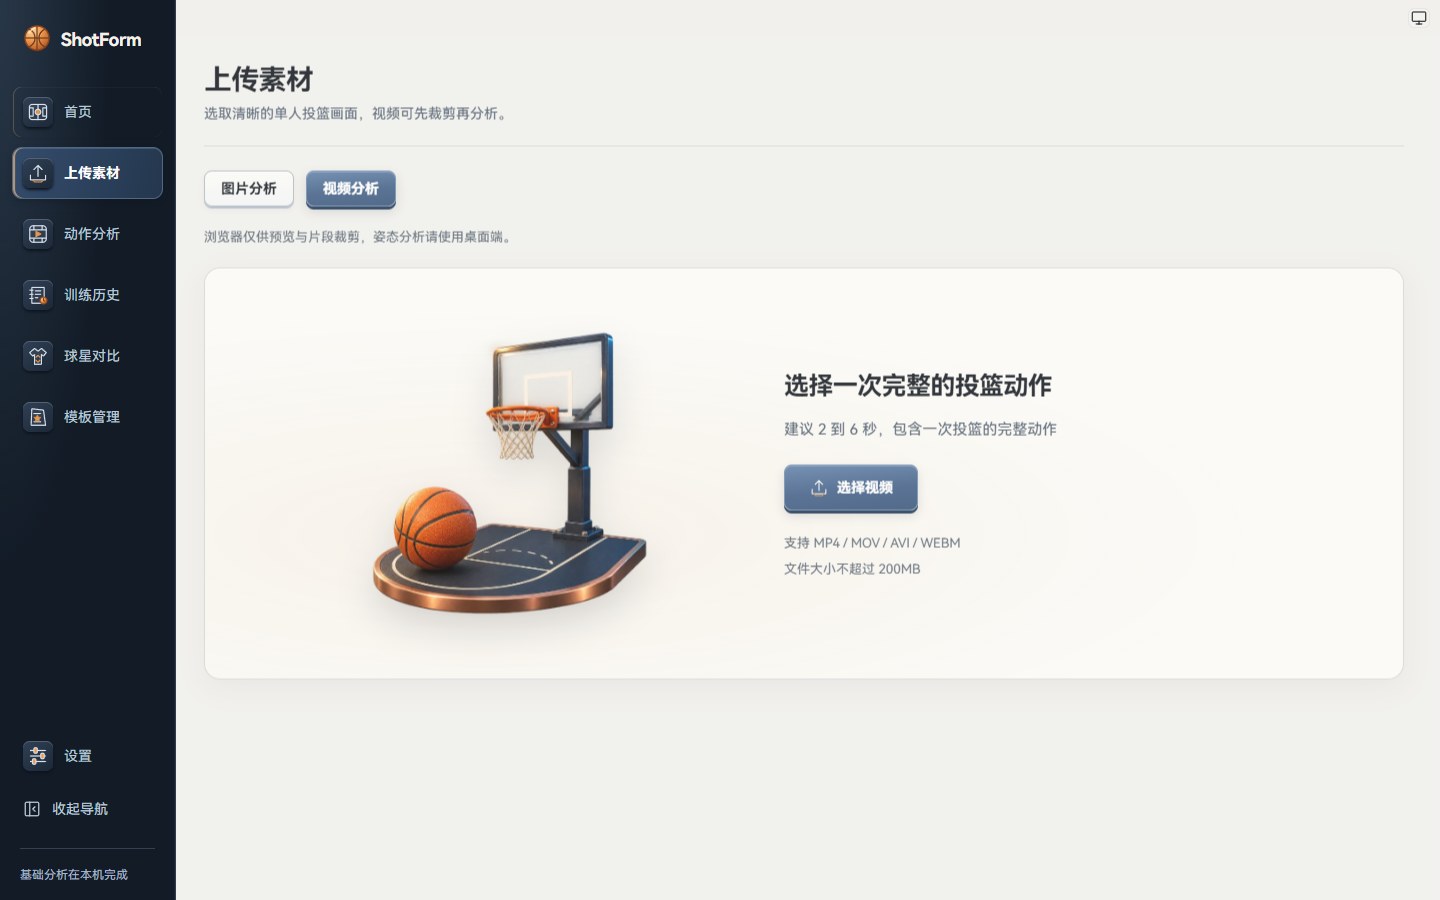 ShotForm
首页
上传素材
动作分析
训练历史
球星对比
模板管理
设置
收起导航
基础分析在本机完成
上传素材
选取清晰的单人投篮画面，视频可先裁剪再分析。
图片分析
视频分析
浏览器仅供预览与片段裁剪，姿态分析请使用桌面端。
选择一次完整的投篮动作
建议 2 到 6 秒，包含一次投篮的完整动作
选择视频
支持 MP4 / MOV / AVI / WEBM
文件大小不超过 200MB